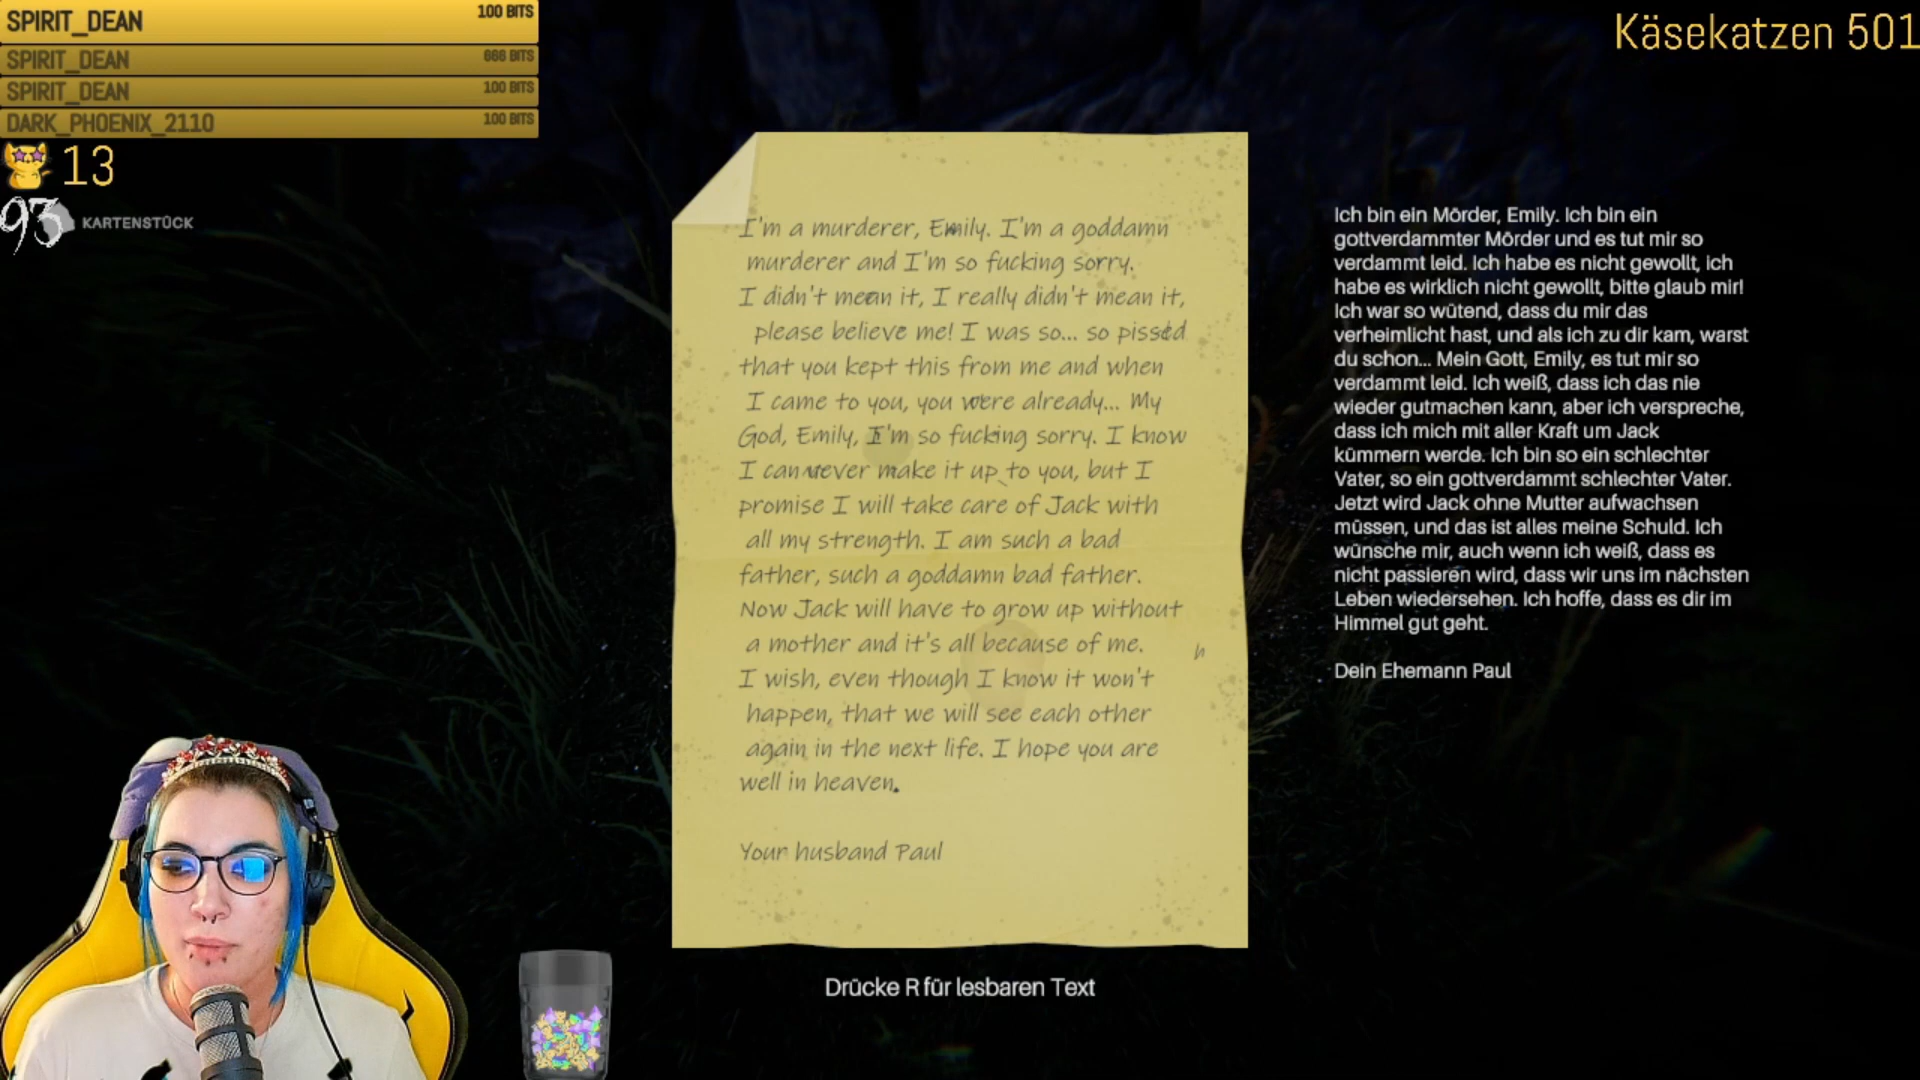 SPIRIT_DEAN 100 BITS
SPIRIT_DEAN 666 BITS
SPIRIT_DEAN 100 BITS
DARK_PHOENIX_2110 100 BITS
13
93 KARTENSTÜCK
Käsekatzen 501
I'm a murderer, Emily. I'm a goddamn
murderer and I'm so fucking sorry.
I didn't mean it, I really didn't mean it,
please believe me! I was so... so pissed
that you kept this from me and when
I came to you, you were already... My
God, Emily, I'm so fucking sorry. I know
I can never make it up to you, but I
promise I will take care of Jack with
all my strength. I am such a bad
father, such a goddamn bad father.
Now Jack will have to grow up without
a mother and it's all because of me.
h
I wish, even though I know it won't
happen, that we will see each other
again in the next life. I hope you are
well in heaven.
Your husband Paul
Ich bin ein Mörder, Emily. Ich bin ein
gottverdammter Mörder und es tut mir so
verdammt leid. Ich habe es nicht gewollt, ich
habe es wirklich nicht gewollt, bitte glaub mir!
Ich war so wütend, dass du mir das
verheimlicht hast, und als ich zu dir kam, warst
du schon... Mein Gott, Emily, es tut mir so
verdammt leid. Ich weiß, dass ich das nie
wieder gutmachen kann, aber ich verspreche,
dass ich mich mit aller Kraft um Jack
kümmern werde. Ich bin so ein schlechter
Vater, so ein gottverdammt schlechter Vater.
Jetzt wird Jack ohne Mutter aufwachsen
müssen, und das ist alles meine Schuld. Ich
wünsche mir, auch wenn ich weiß, dass es
nicht passieren wird, dass wir uns im nächsten
Leben wiedersehen. Ich hoffe, dass es dir im
Himmel gut geht.
Dein Ehemann Paul
Drücke R für lesbaren Text